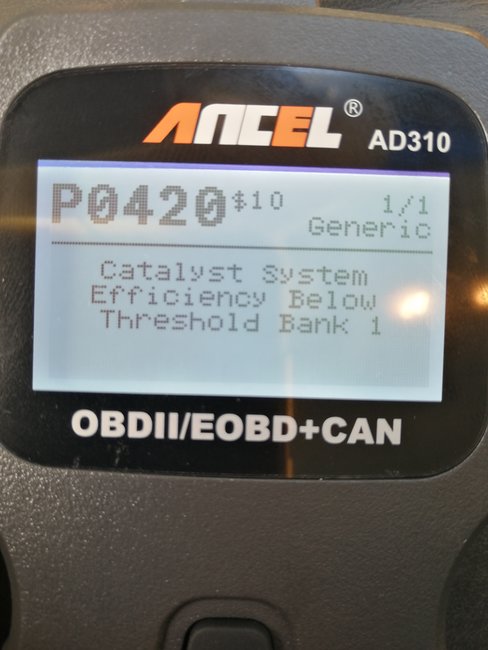 ANCEL® AD310
P0420 $10 1/1
Generic
Catalyst System
Efficiency Below
Threshold Bank 1
OBDII/EOBD+CAN